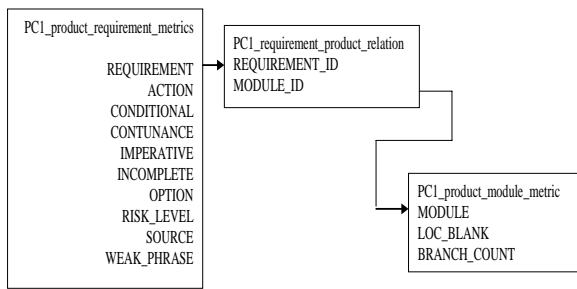 PC1_product_requirement_metrics
REQUIREMENT
ACTION
CONDITIONAL
CONTUNANCE
IMPERATIVE
INCOMPLETE
OPTION
RISK_LEVEL
SOURCE
WEAK_PHRASE
PC1_requirement_product_relation
REQUIREMENT_ID
MODULE_ID
PC1_product_module_metric
MODULE
LOC_BLANK
BRANCH_COUNT